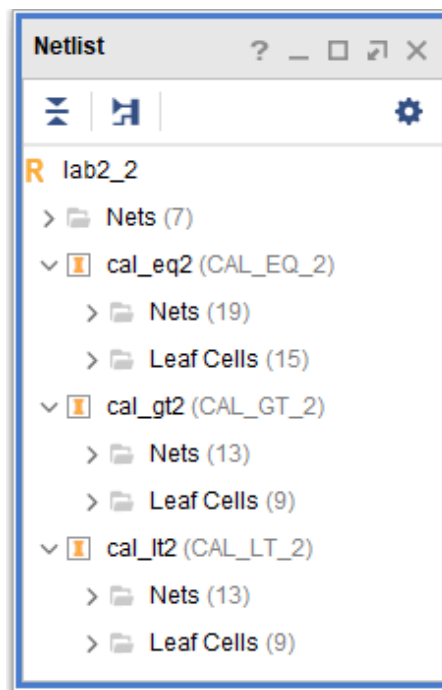 Netlist
R lab2_2
Nets (7)
cal_eq2 (CAL_EQ_2)
Nets (19)
Leaf Cells (15)
cal_gt2 (CAL_GT_2)
Nets (13)
Leaf Cells (9)
cal_lt2 (CAL_LT_2)
Nets (13)
Leaf Cells (9)